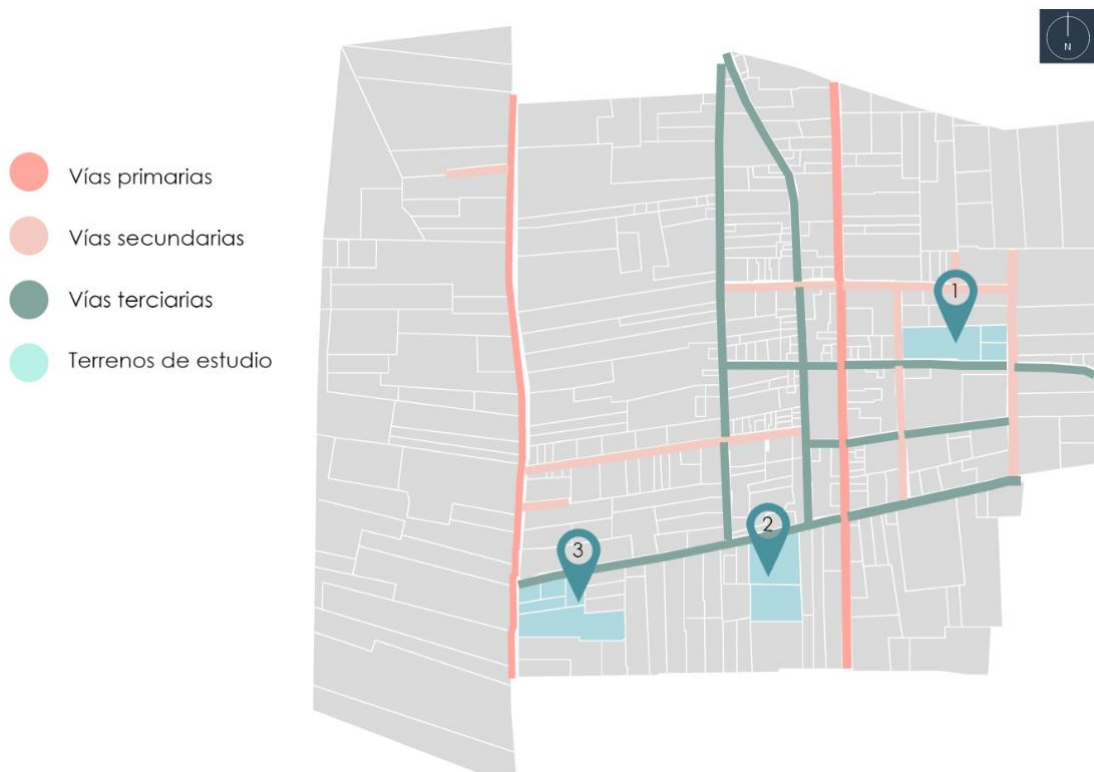 N
Vías primarias
Vías secundarias
Vías terciarias
Terrenos de estudio
1
2
3